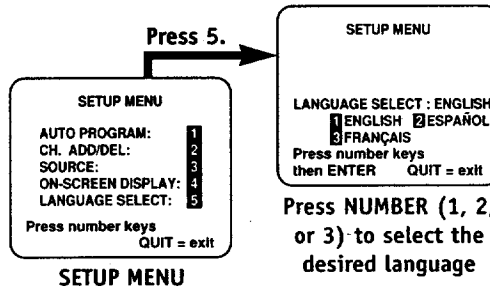 Press 5.
SETUP MENU
AUTO PROGRAM: 1
CH. ADD/DEL: 2
SOURCE: 3
ON-SCREEN DISPLAY: 4
LANGUAGE SELECT: 5
Press number keys
QUIT = exit
SETUP MENU
SETUP MENU
LANGUAGE SELECT : ENGLISH
1 ENGLISH 2 ESPAÑOL
3 FRANÇAIS
Press number keys
then ENTER QUIT = exit
Press NUMBER (1, 2,
or 3) to select the
desired language